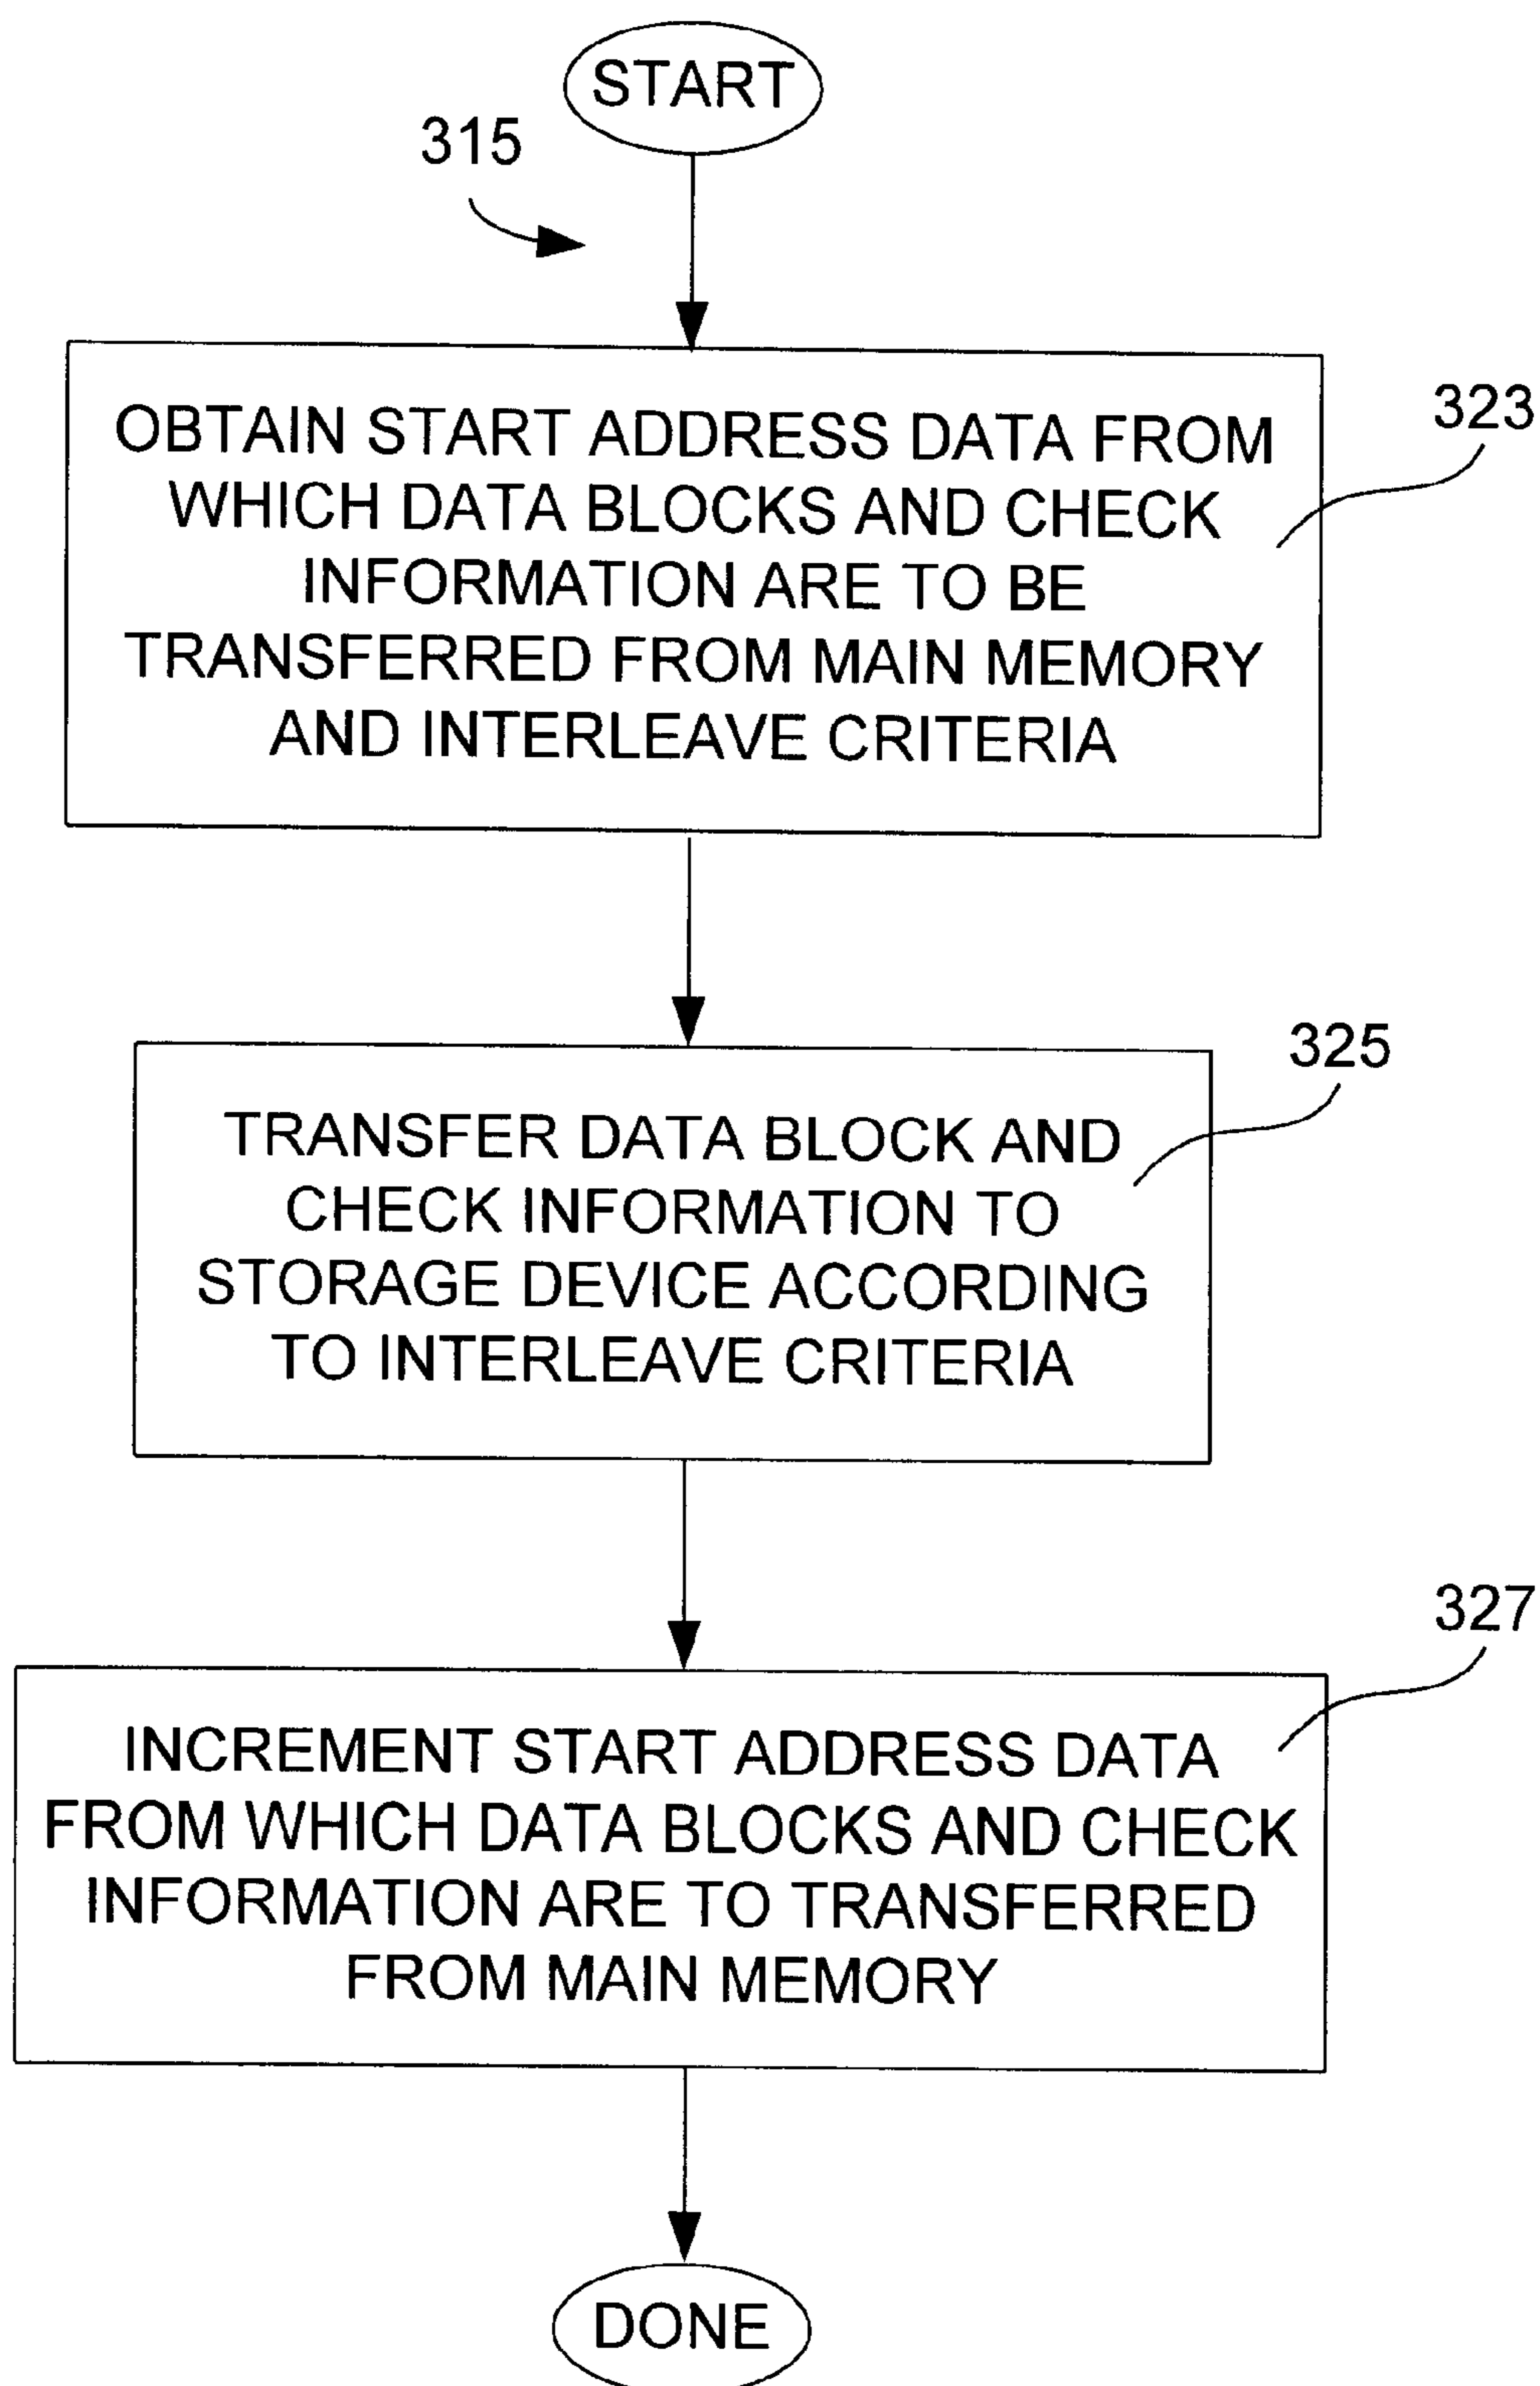 START
315
OBTAIN START ADDRESS DATA FROM
WHICH DATA BLOCKS AND CHECK
INFORMATION ARE TO BE
TRANSFERRED FROM MAIN MEMORY
AND INTERLEAVE CRITERIA
323
TRANSFER DATA BLOCK AND
CHECK INFORMATION TO
STORAGE DEVICE ACCORDING
TO INTERLEAVE CRITERIA
325
INCREMENT START ADDRESS DATA
FROM WHICH DATA BLOCKS AND CHECK
INFORMATION ARE TO TRANSFERRED
FROM MAIN MEMORY
327
DONE